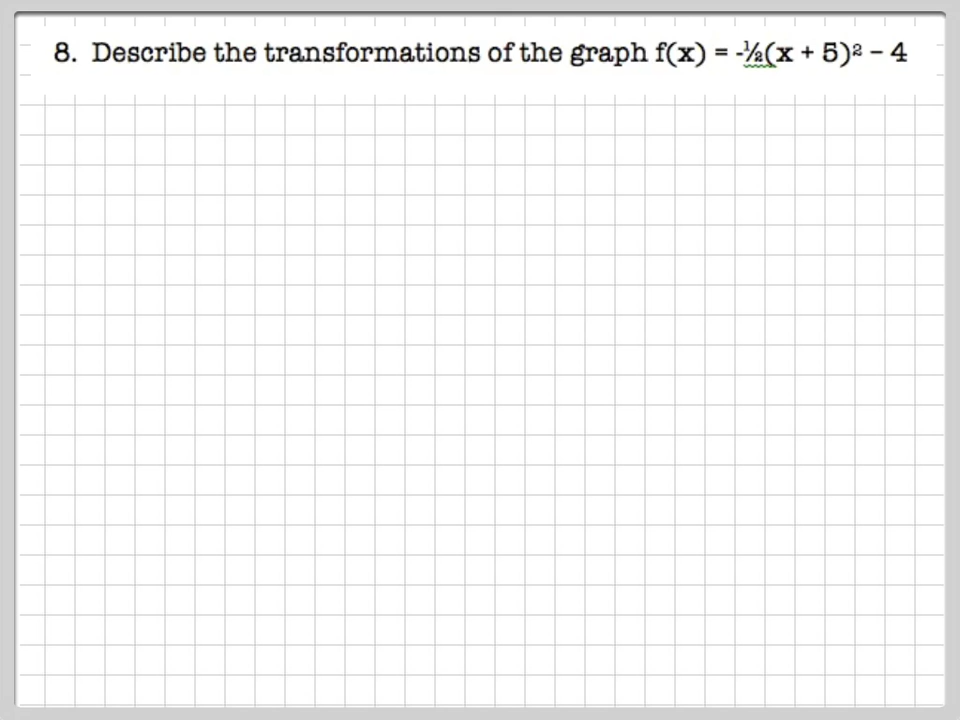 8. Describe the transformations of the graph f(x) = -½(x + 5)² – 4